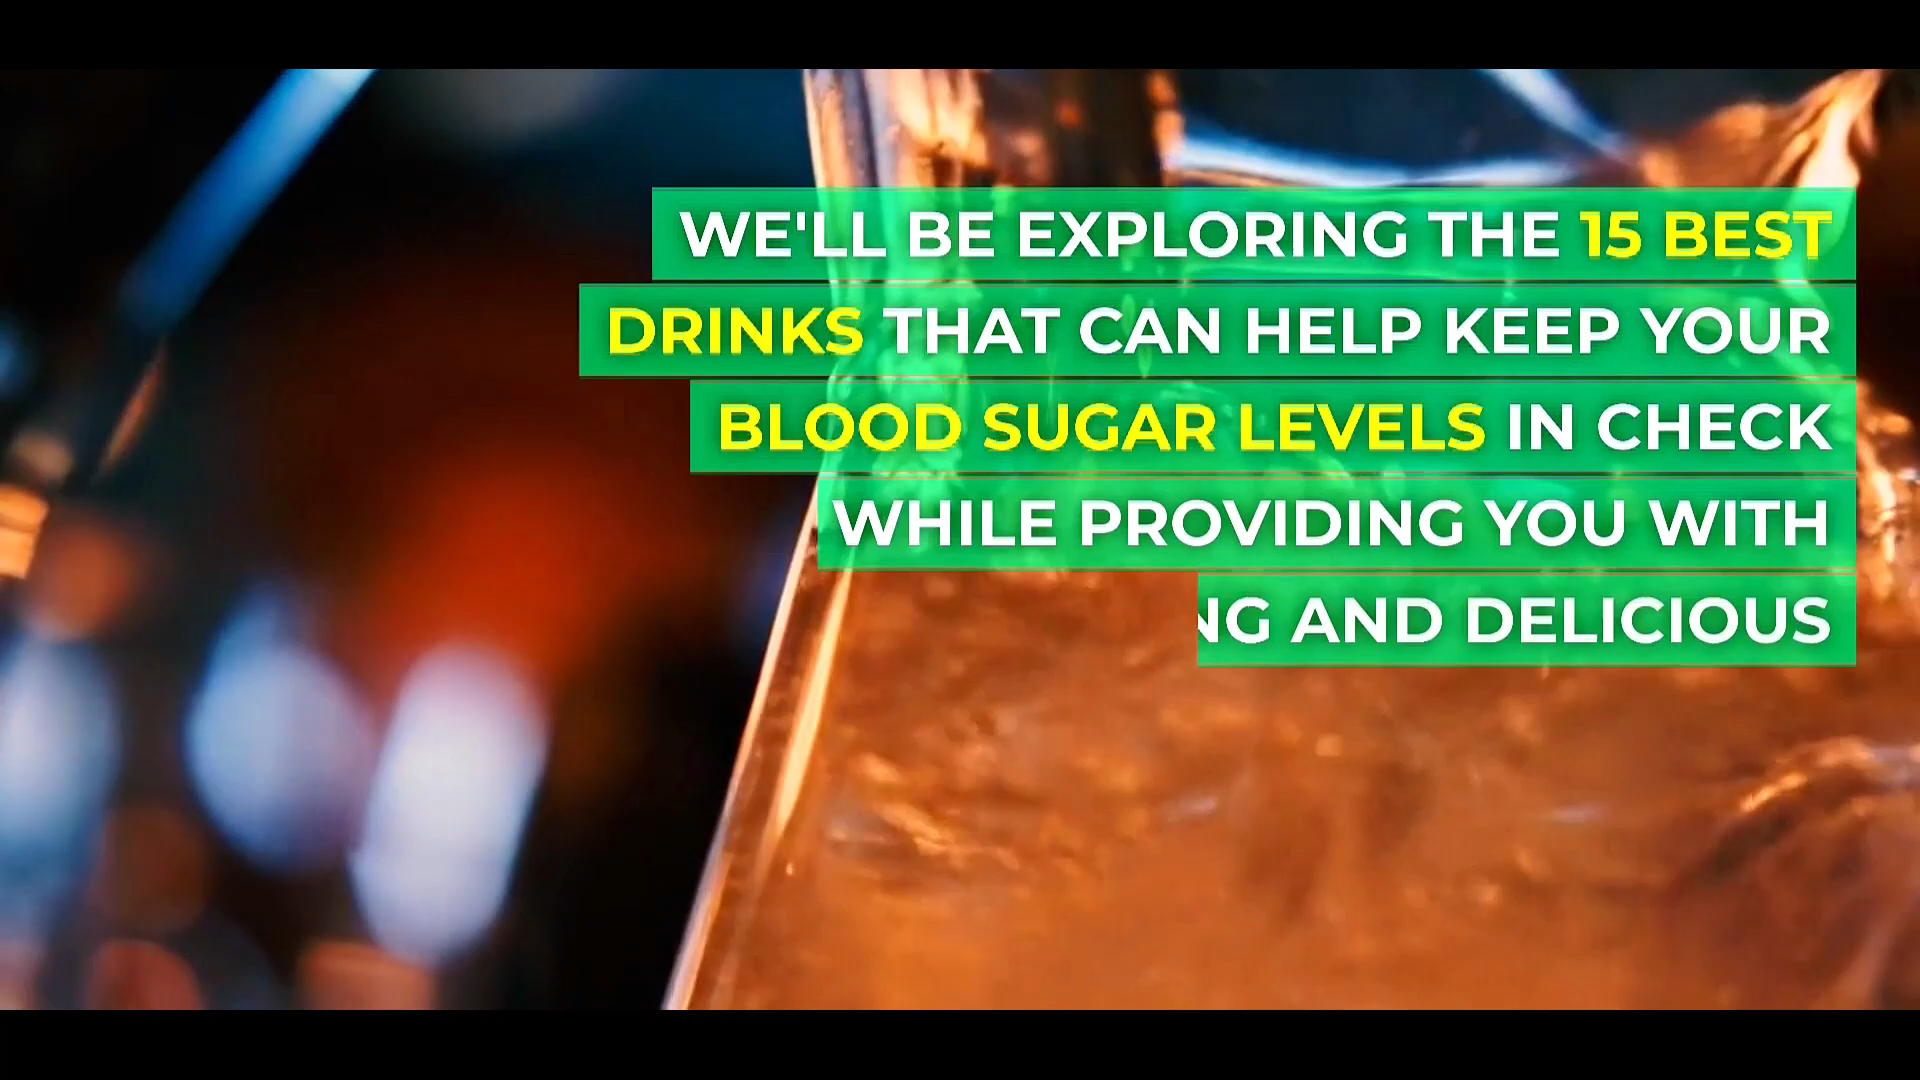 WE'LL BE EXPLORING THE 15 BEST
DRINKS THAT CAN HELP KEEP YOUR
BLOOD SUGAR LEVELS IN CHECK
WHILE PROVIDING YOU WITH
AND DELICIOUS